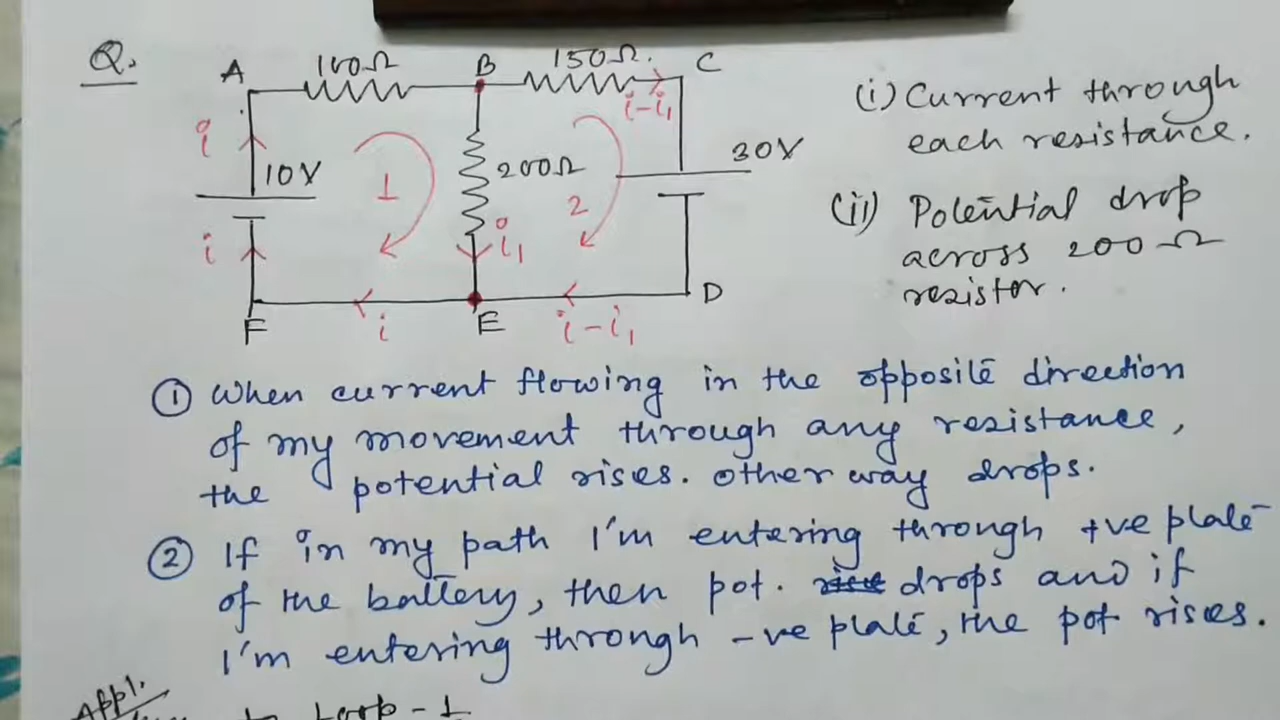 Q.
A
100Ω
B
150Ω.
C
i-i₁
i
10V
1
200Ω
2
30V
i
i₁
F
i
E
i-i₁
D
(i) Current through
each resistance.
(ii) Potential drop
across 200Ω
resistor.
① When current flowing in the opposite direction
of my movement through any resistance,
the potential rises. Other way drops.
② If in my path I'm entering through +ve plate
of the battery, then pot. drops and if
I'm entering through -ve plate, the pot rises.
Appl.
Loop-1